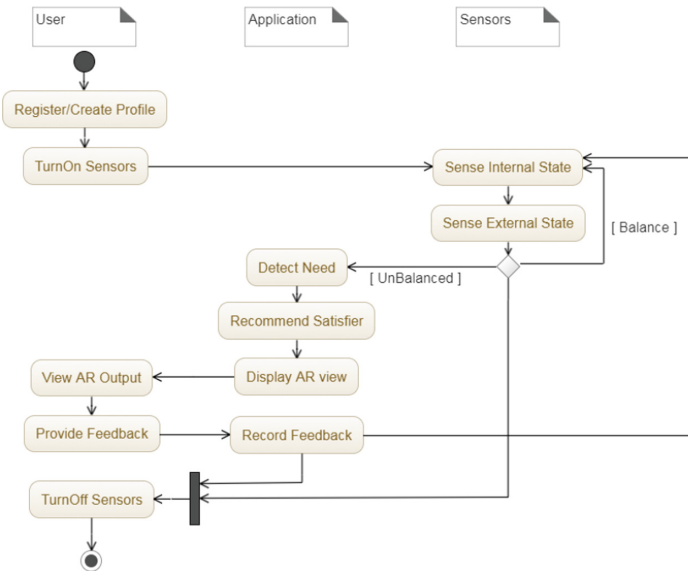 User
Application
Sensors
Register/Create Profile
TurnOn Sensors
Sense Internal State
Sense External State
[ Balance ]
Detect Need
[ UnBalanced ]
Recommend Satisfier
View AR Output
Display AR view
Provide Feedback
Record Feedback
TurnOff Sensors